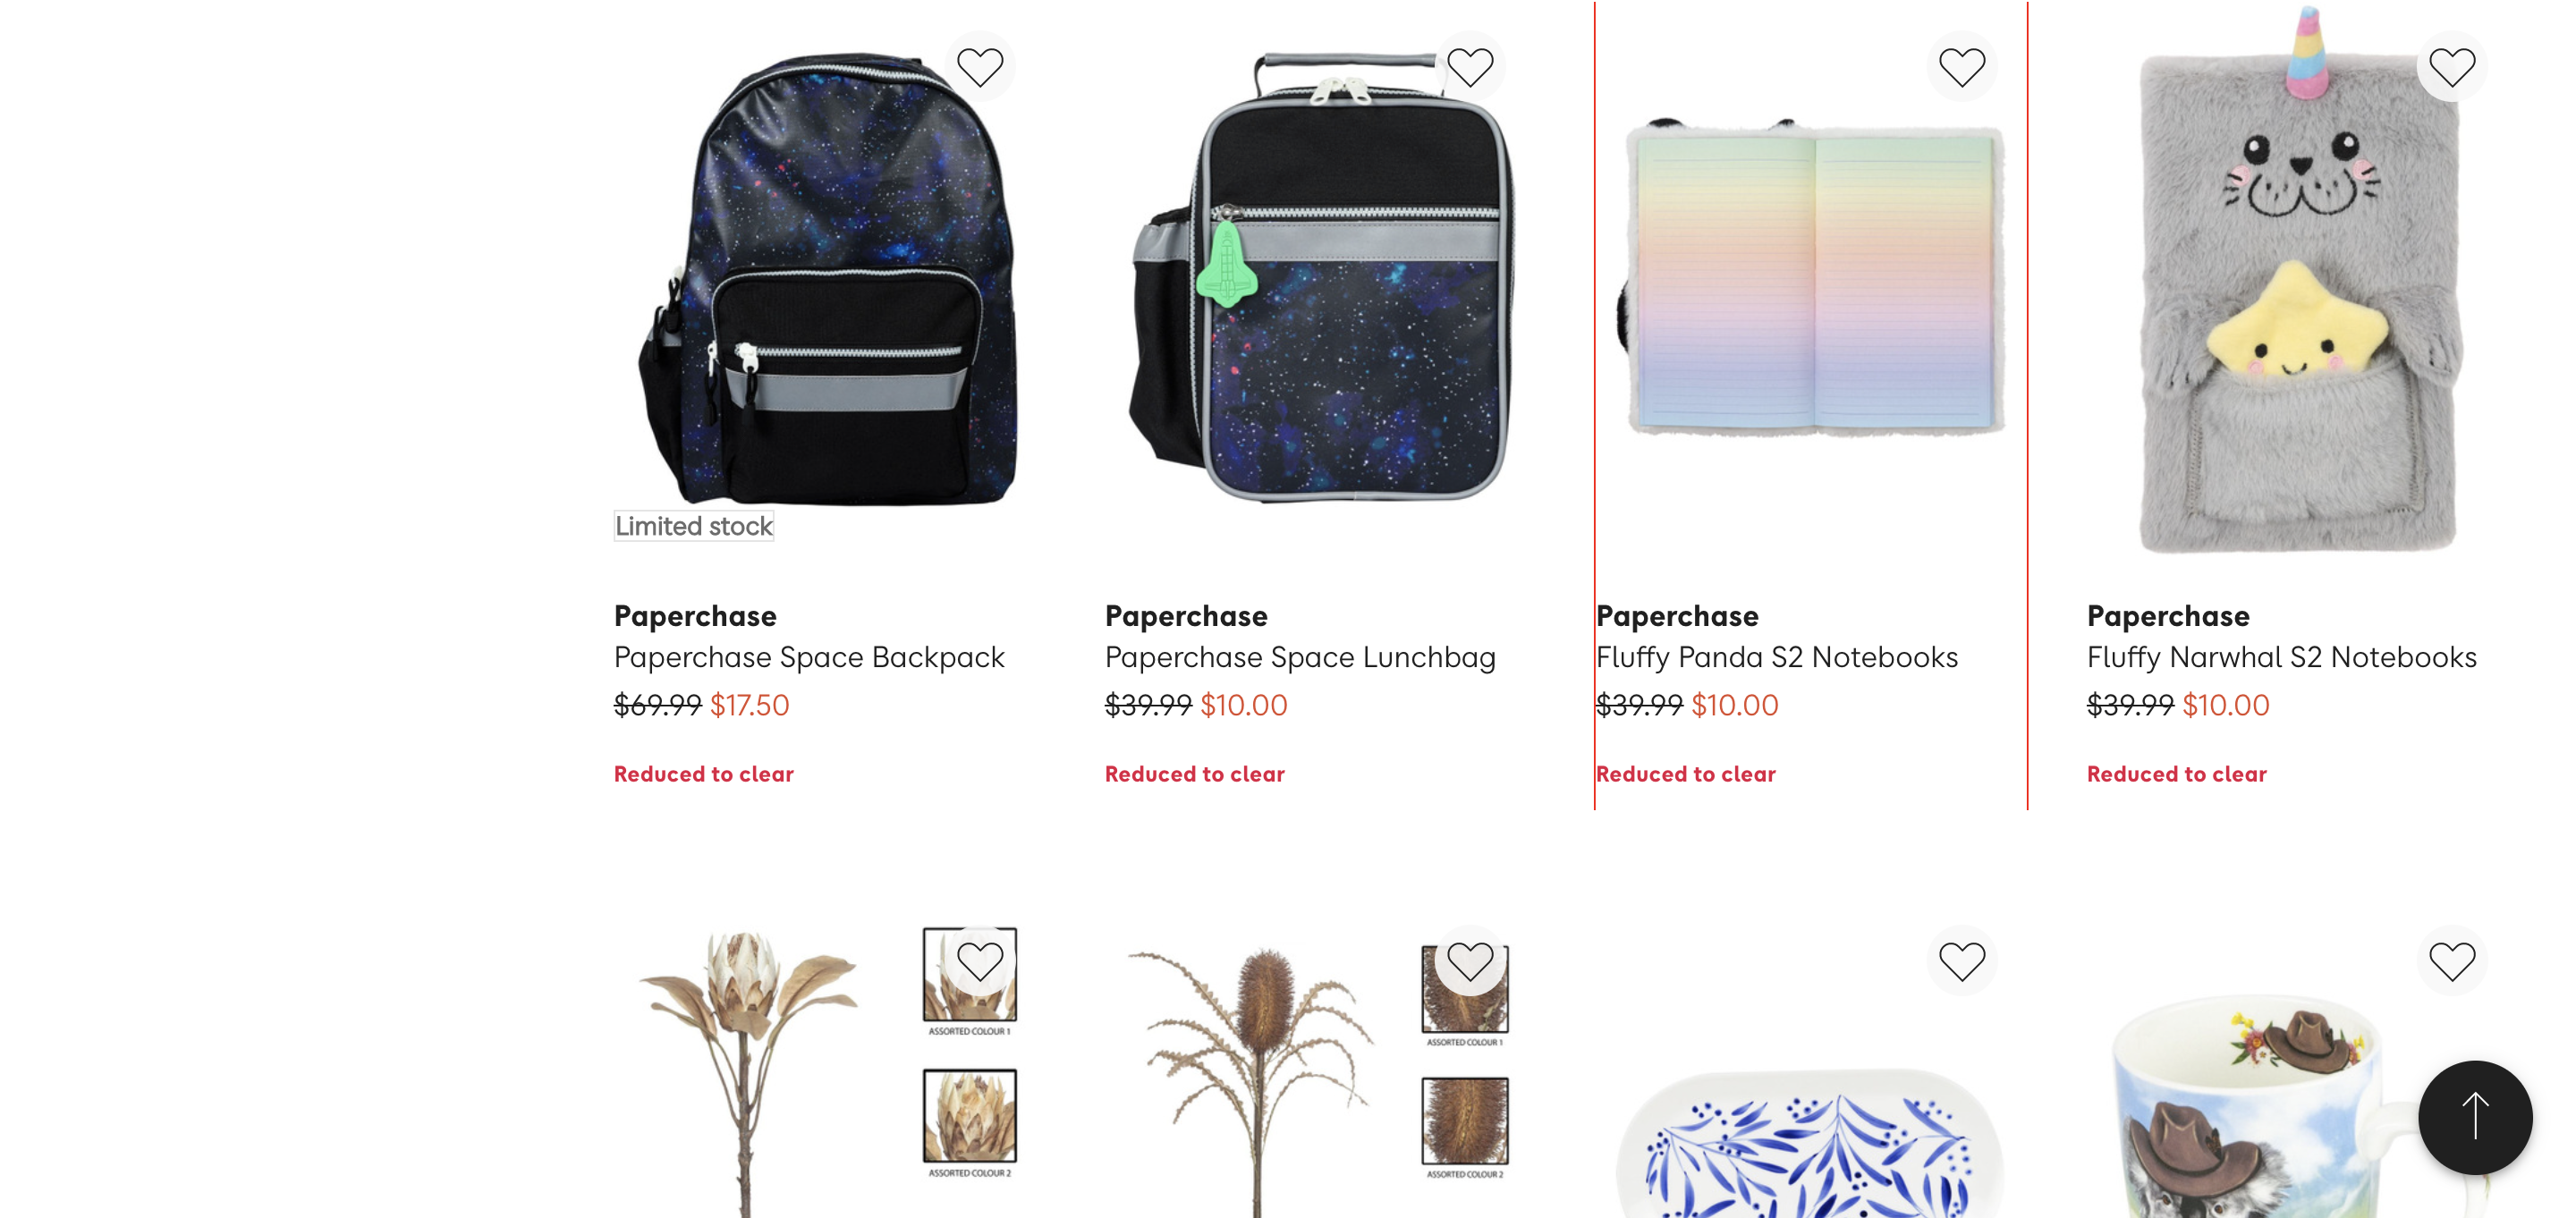 Limited stock
Paperchase
Paperchase Space Backpack
$69.99 $17.50
Reduced to clear
Paperchase
Paperchase Space Lunchbag
$39.99 $10.00
Reduced to clear
Paperchase
Fluffy Panda S2 Notebooks
$39.99 $10.00
Reduced to clear
Paperchase
Fluffy Narwhal S2 Notebooks
$39.99 $10.00
Reduced to clear
ASSORTED COLOUR 1
ASSORTED COLOUR 2
ASSORTED COLOUR 1
ASSORTED COLOUR 2